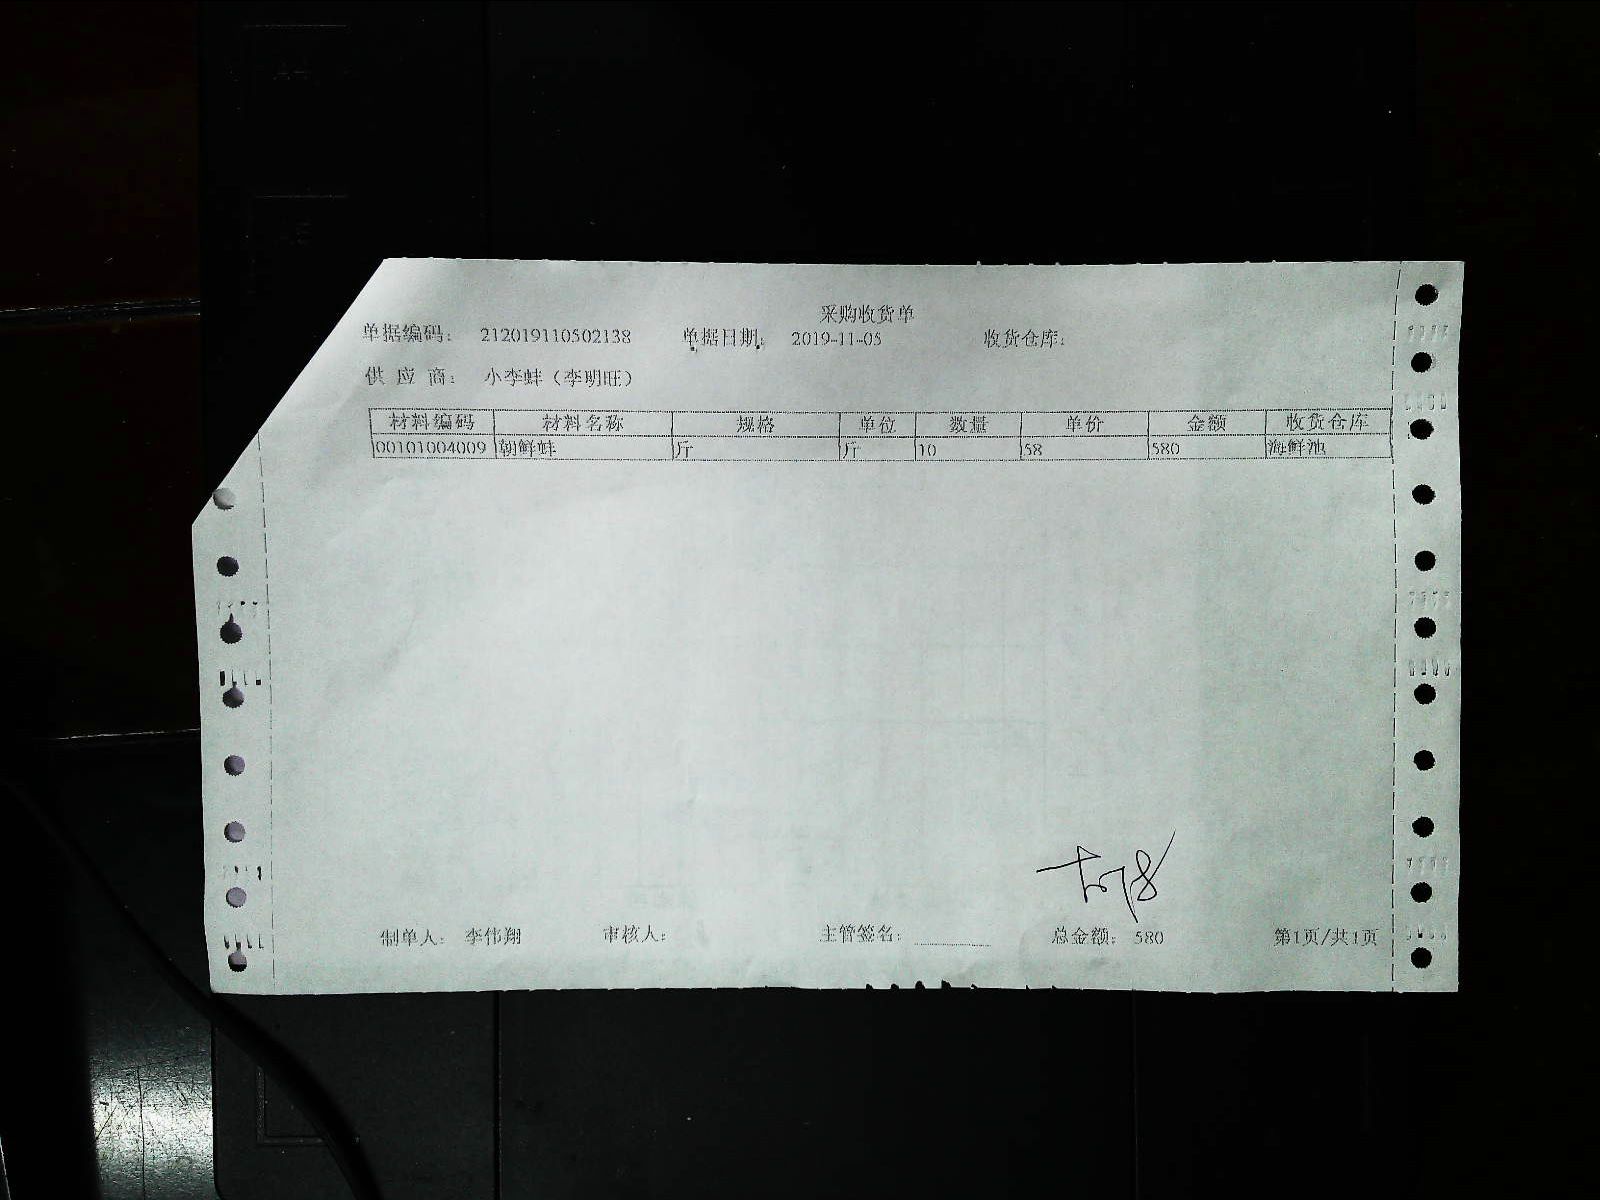 采购收货单
单据编码： 212019110502138 单据日期： 2019-11-05 收货仓库：
供 应 商： 小李蚌（李明旺）
材料编码 材料名称 规格 单位 数量 单价 金额 收货仓库
00101004009 朝鲜蚌 斤 斤 10 58 580 海鲜池
制单人： 李伟翔 审核人： 主管签名： 总金额： 580 第1页/共1页